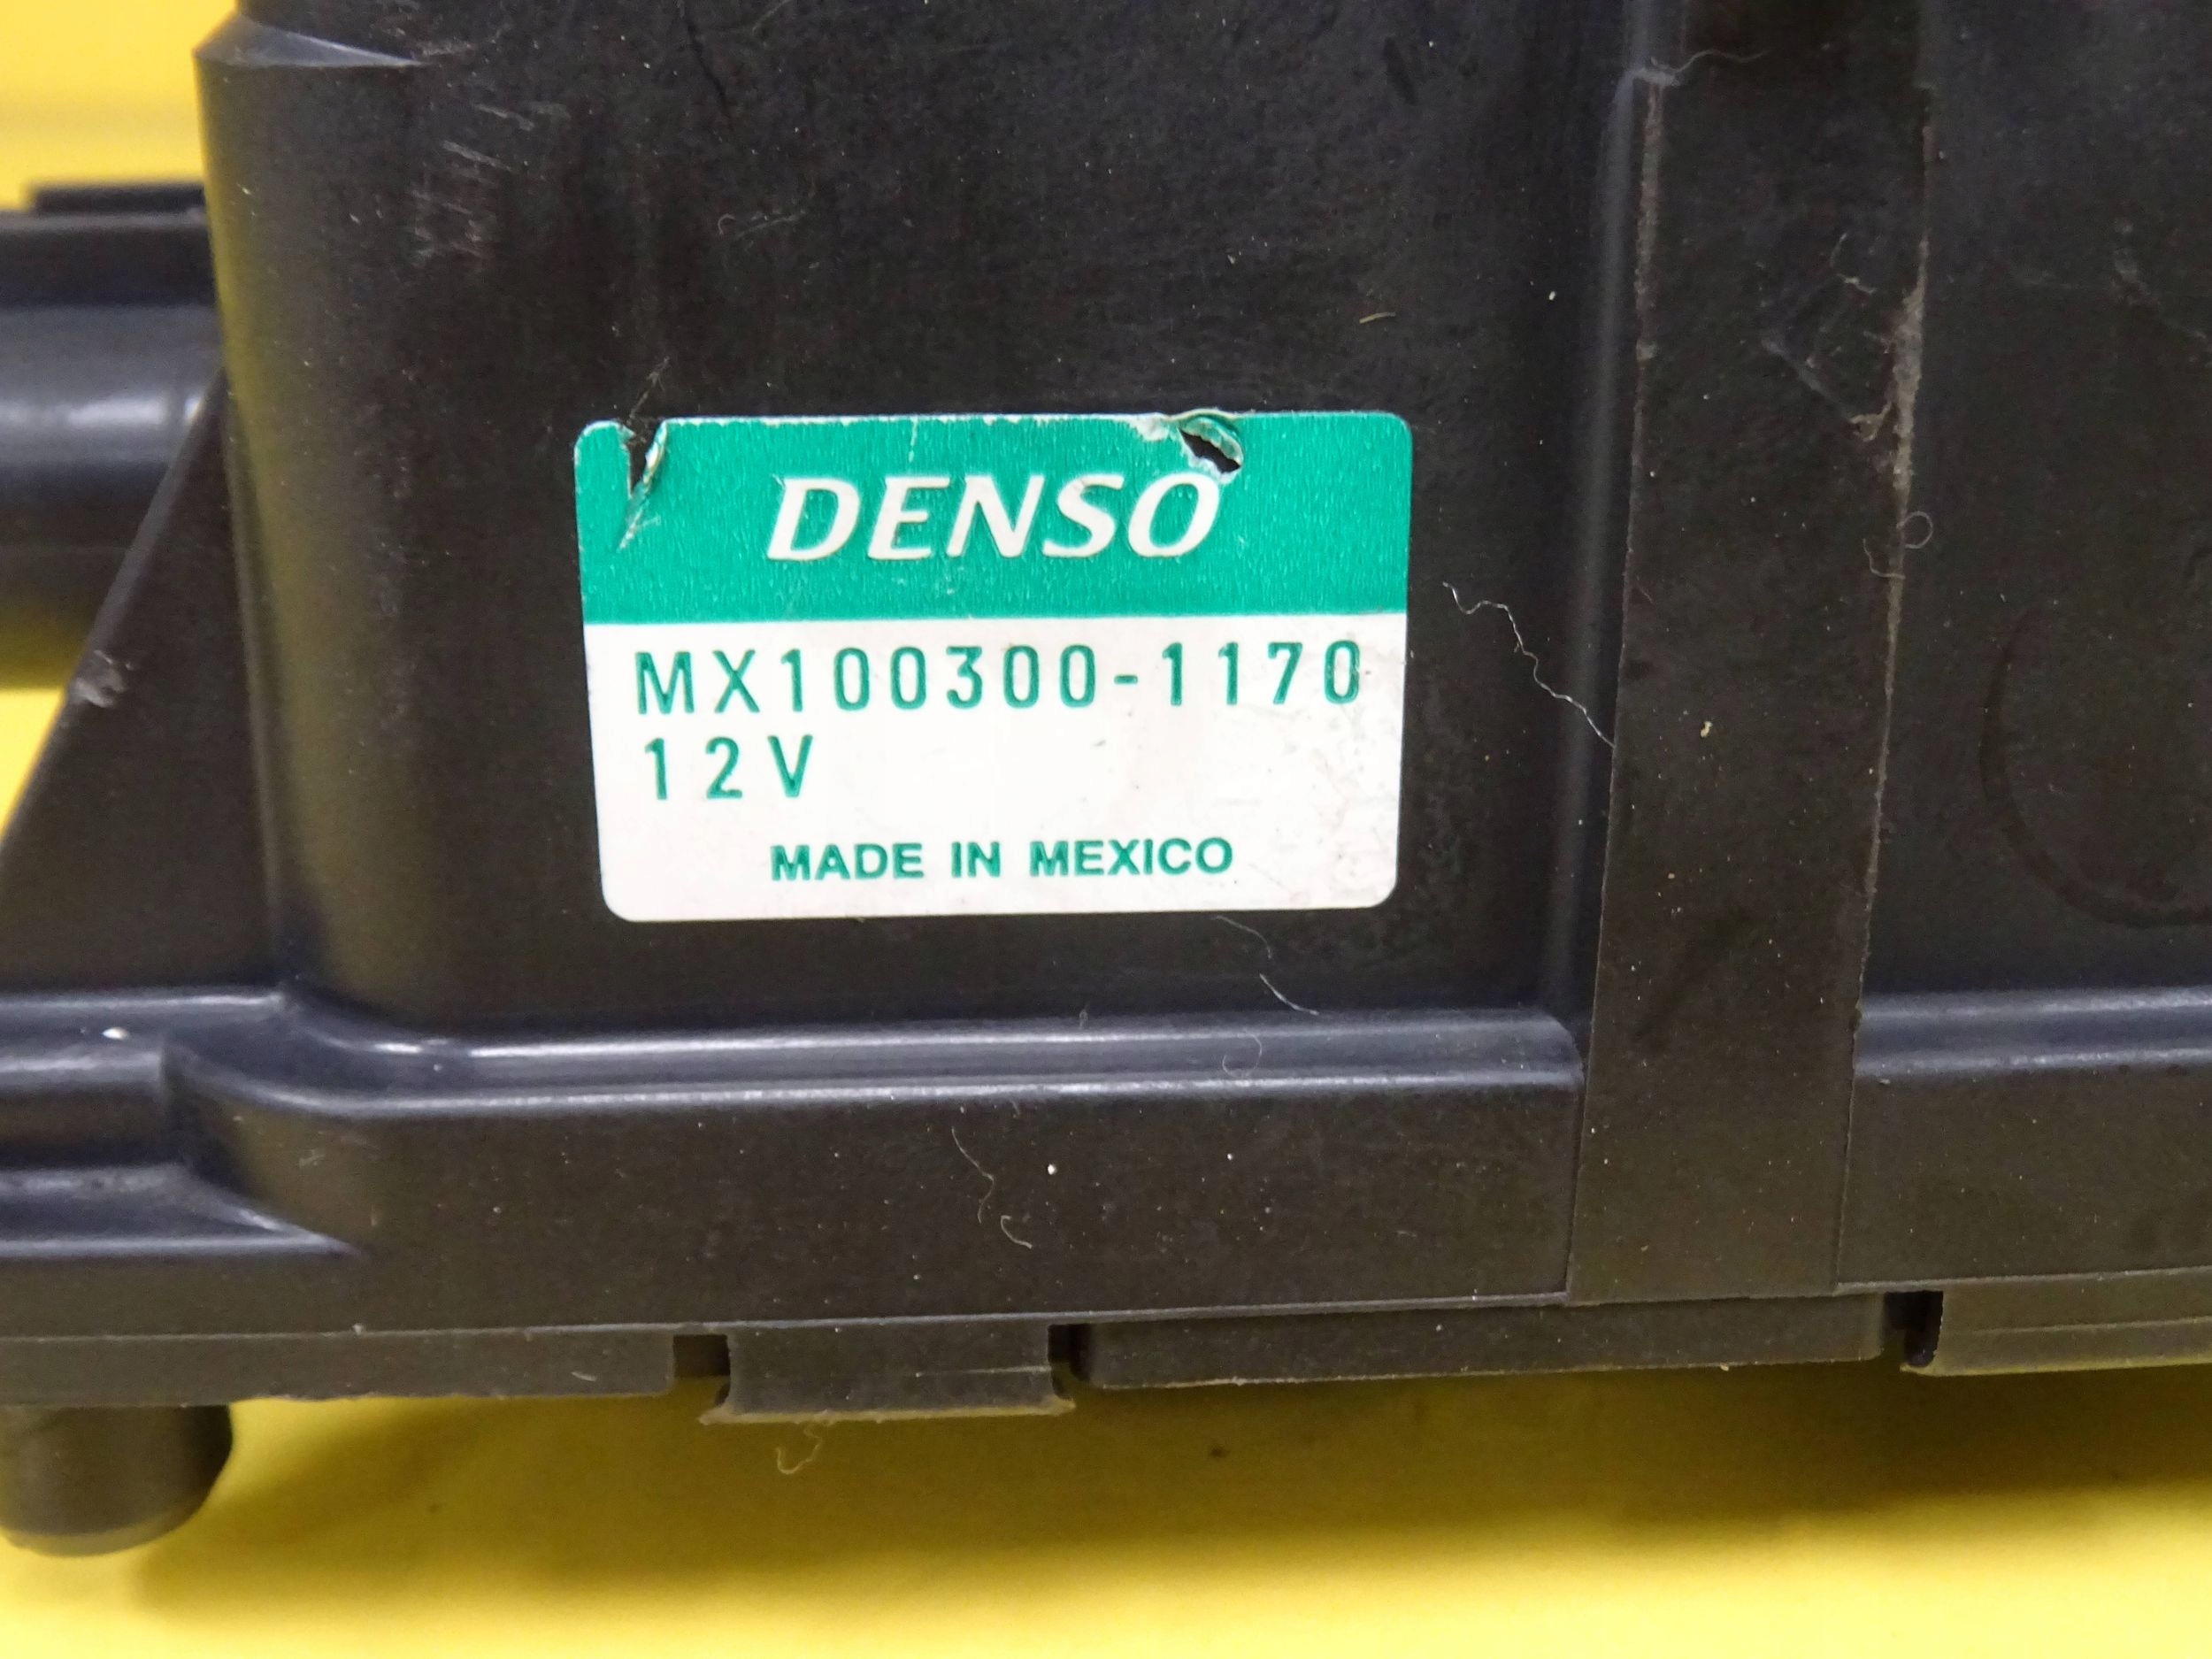 DENSO
MX100300-1170
12V
MADE IN MEXICO